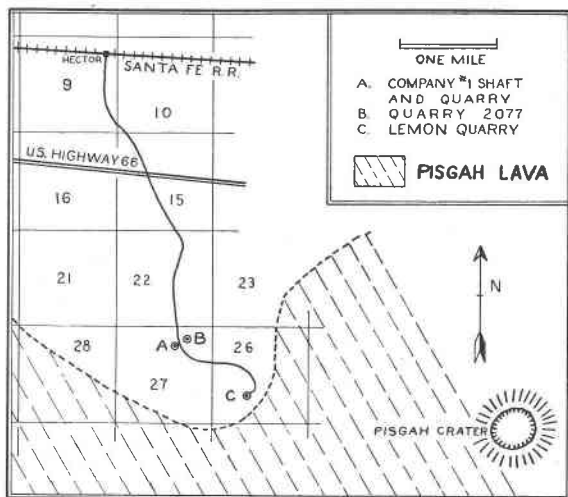 ONE MILE
A. COMPANY #1 SHAFT
AND QUARRY
B. QUARRY 2077
C. LEMON QUARRY
PISGAH LAVA
HECTOR
SANTA FE R.R.
9
10
U.S. HIGHWAY 66
16
15
21
22
23
N
28
A
B
26
27
C
PISGAH CRATER